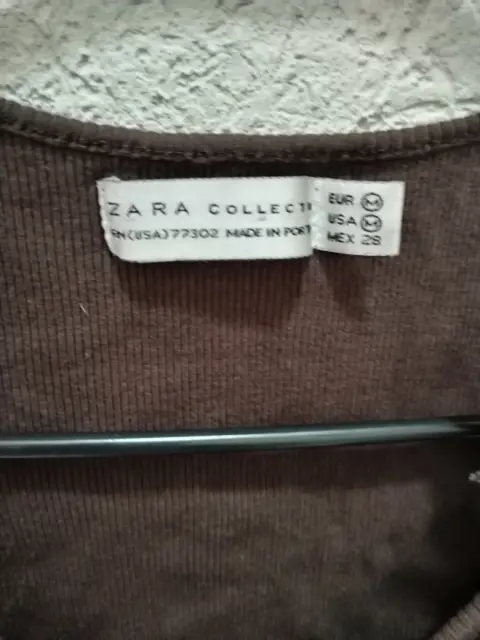 ZARA COLLECTI
RN(USA)77302 MADE IN PORT
EUR M
USA M
MEX 28